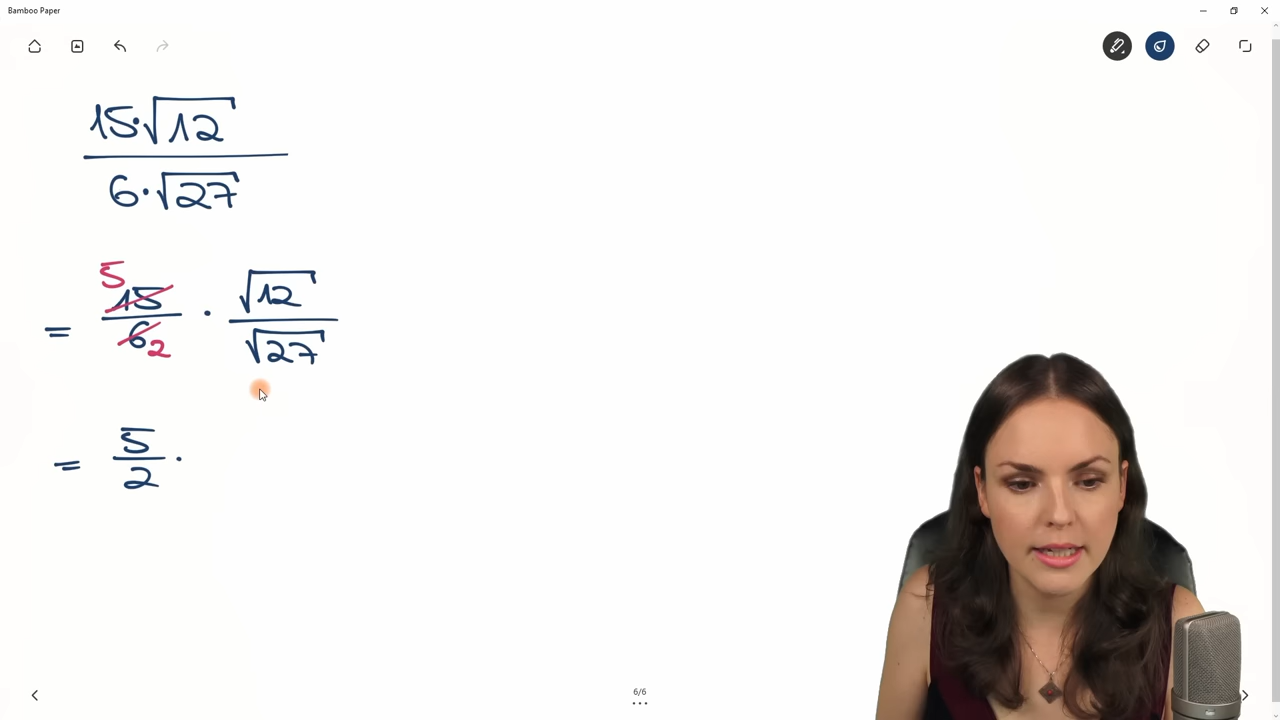 Bamboo Paper
15·√12
6·√27
5
= 15/6 · √12/√27
2
= 5/2 ·
6/6